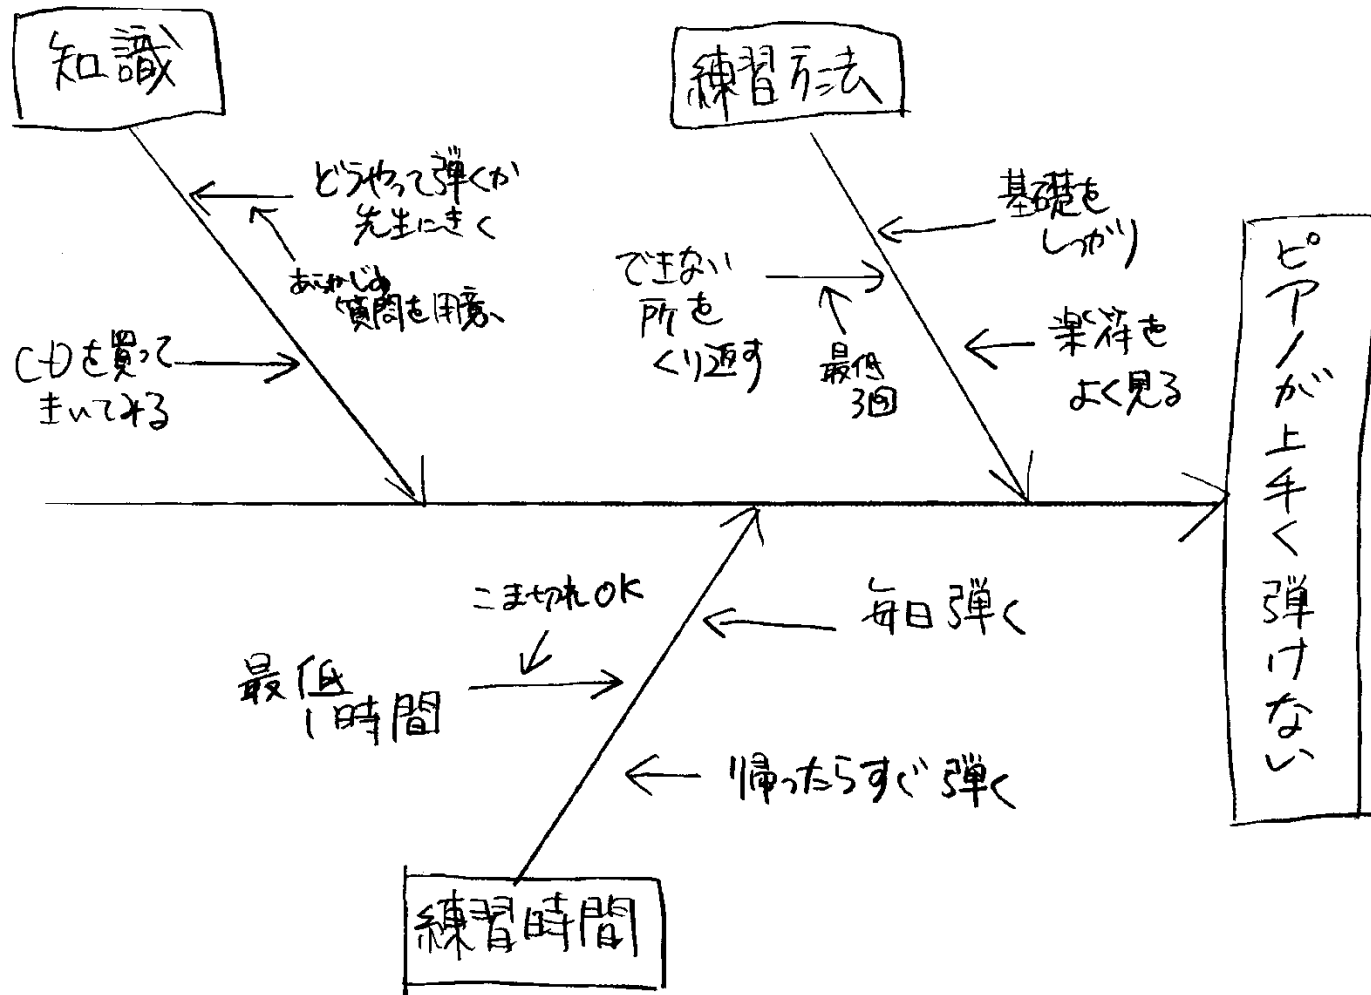 知識
どうやって弾くか
先生にきく
あらかじめ
質問を用意
CDを買って
きいてみる
練習方法
基礎を
しっかり
できない
所を
くり返す
最低
3回
楽符を
よく見る
ピアノが上手く弾けない
こま切れOK
最低
1時間
毎日弾く
帰ったらすぐ弾く
練習時間